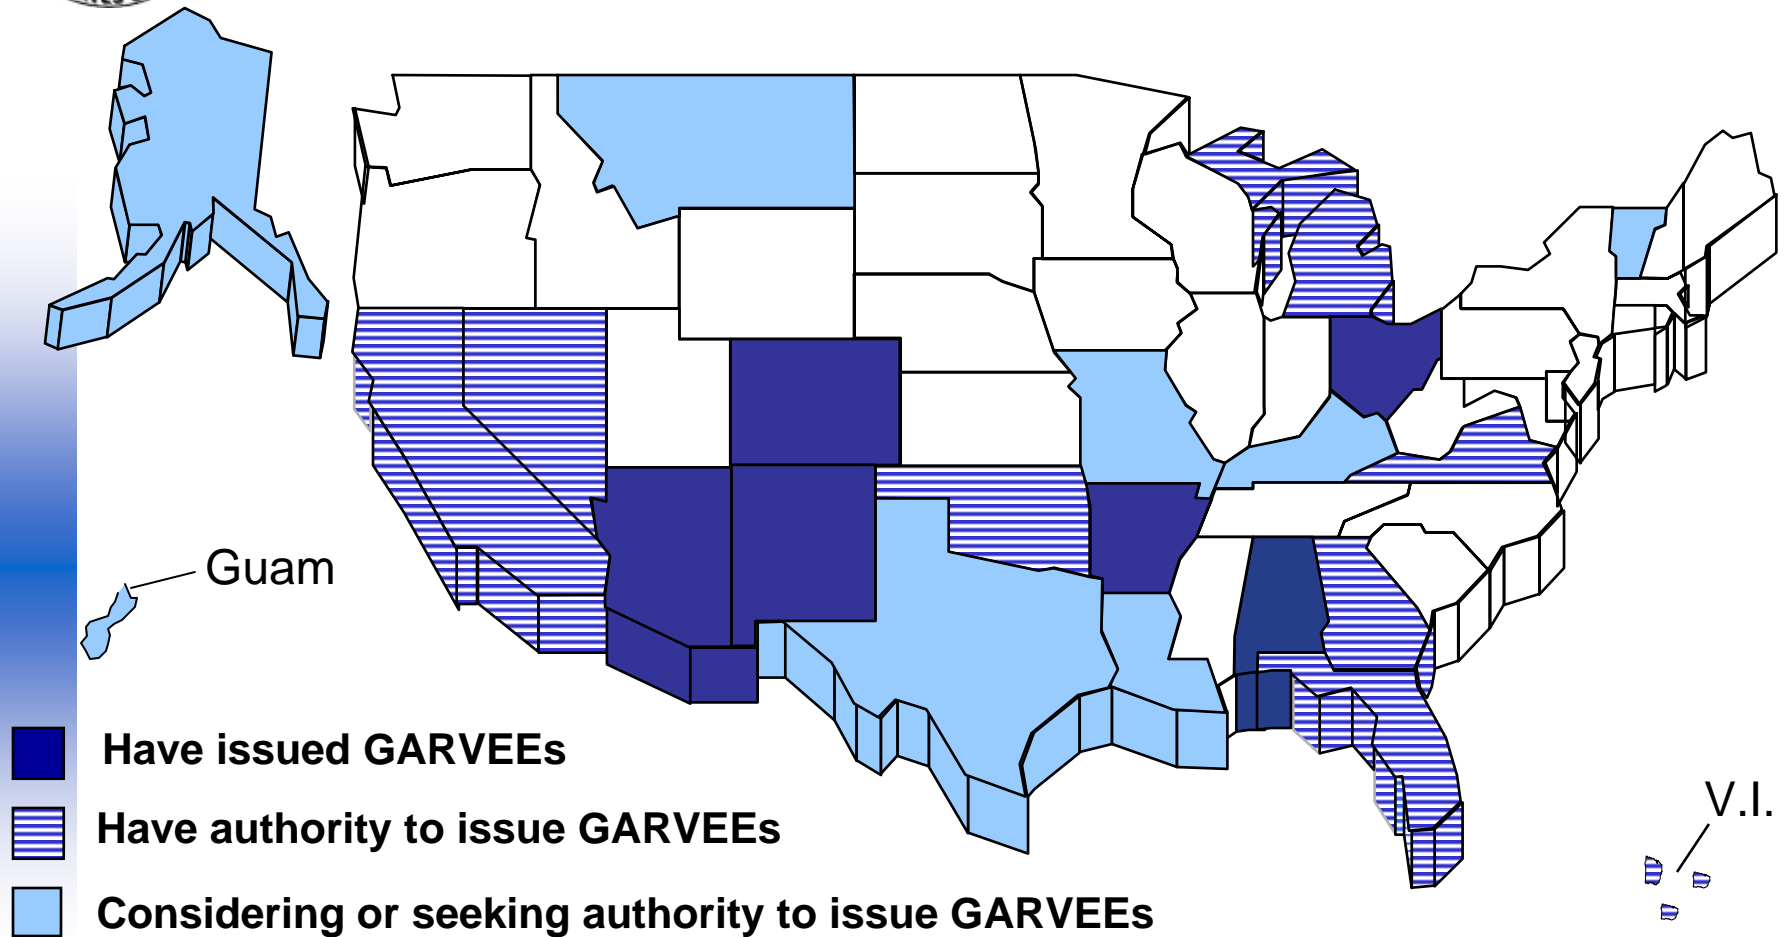 Guam
Have issued GARVEEs
V.I.
Have authority to issue GARVEEs
Considering or seeking authority to issue GARVEEs